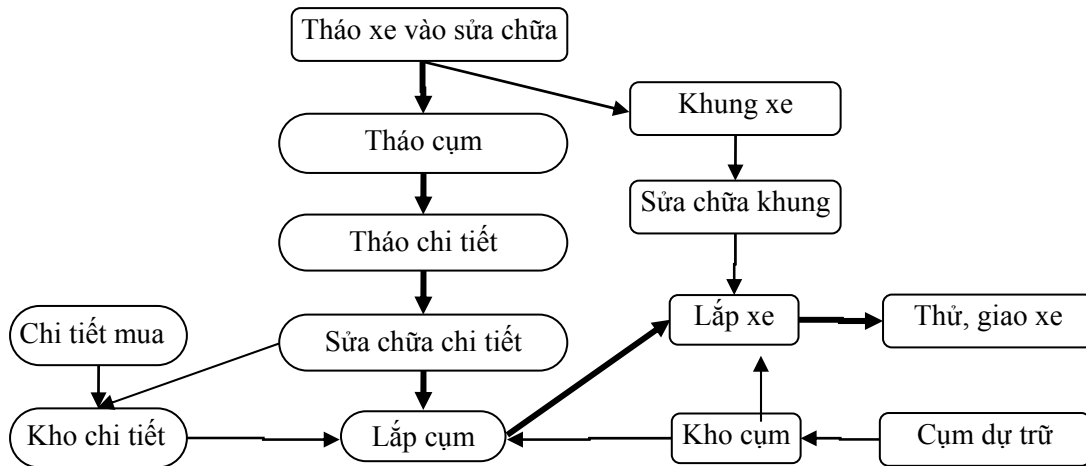 Tháo xe vào sửa chữa
Khung xe
Tháo cụm
Sửa chữa khung
Tháo chi tiết
Lắp xe
Thử, giao xe
Chi tiết mua
Sửa chữa chi tiết
Kho chi tiết
Lắp cụm
Kho cụm
Cụm dự trữ